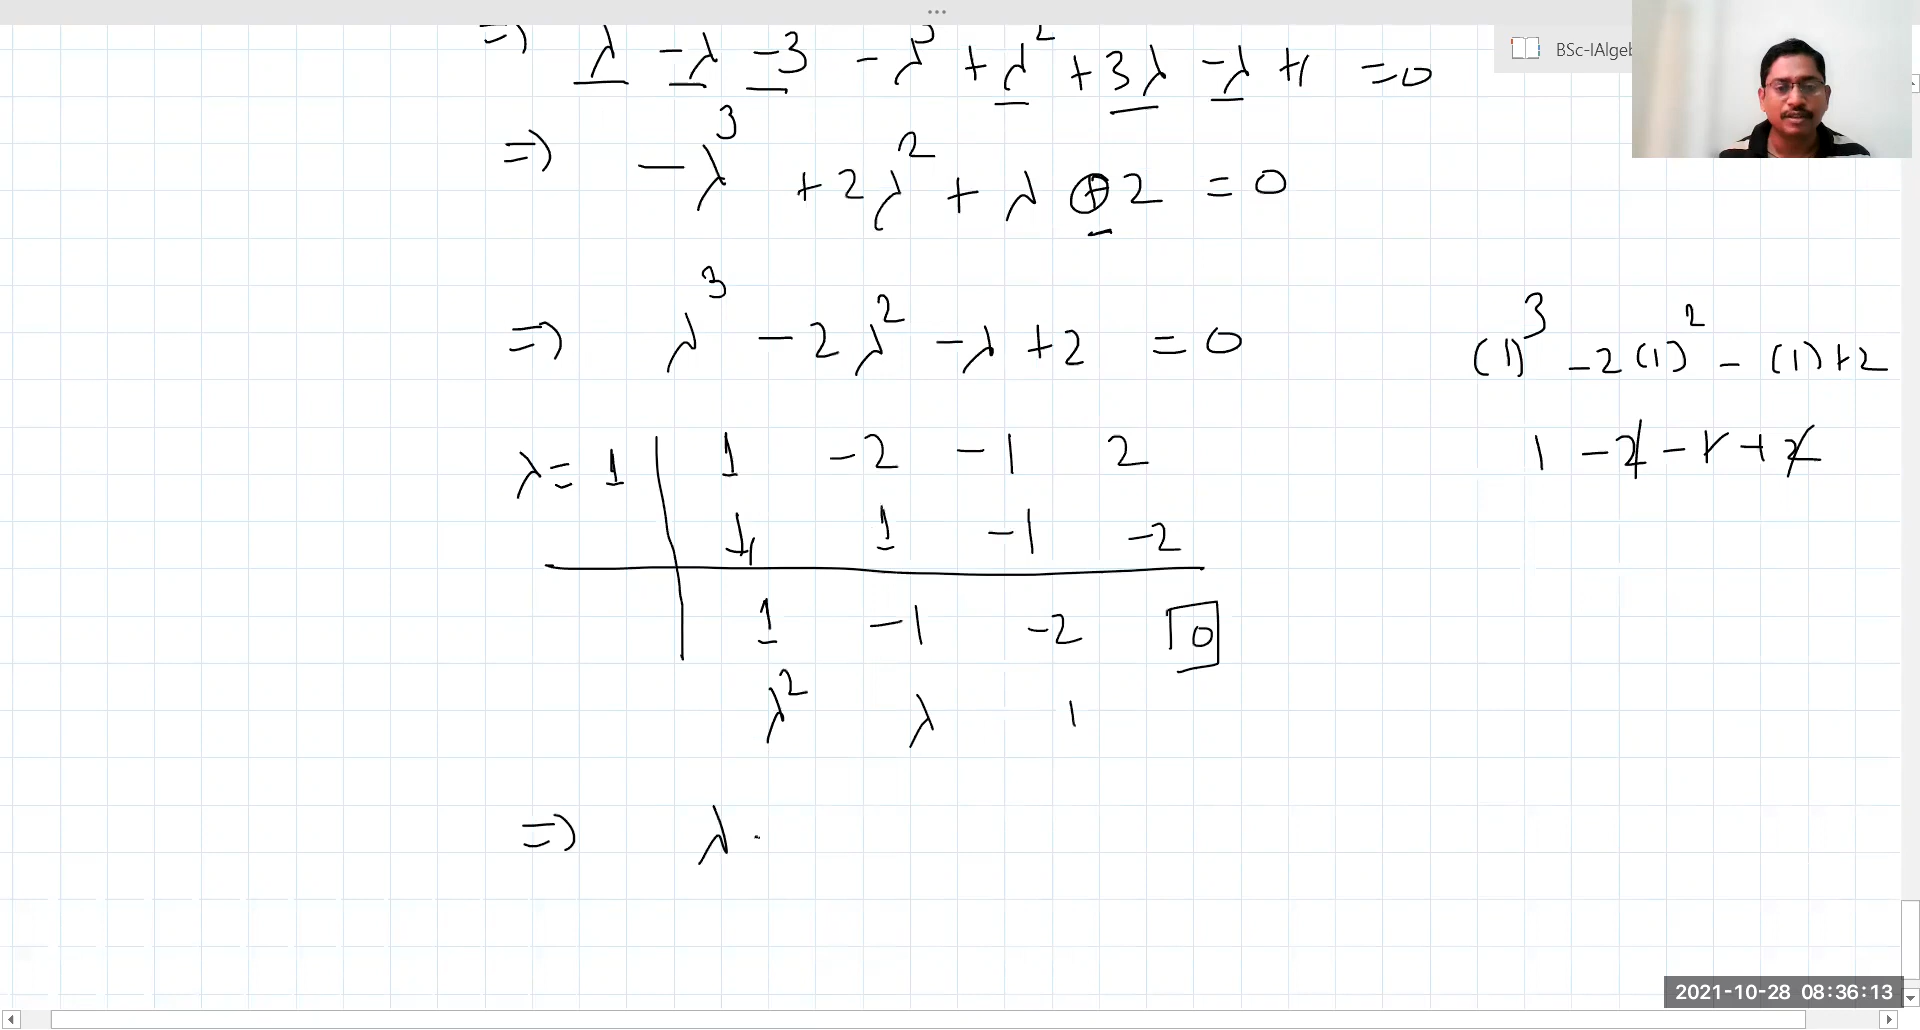 BSc-IAlgeb
⇒ λ -λ -3 -λ³ +λ² +3λ -λ +1 =0
⇒ -λ³ +2λ² + λ ⊕ 2 = 0
⇒ λ³ - 2λ² - λ + 2 = 0
(1)³ - 2(1)² - (1) + 2
λ = 1 | 1 -2 -1 2
1 - 2 - 1 + 2
↓ 1 -1 -2
1 -1 -2 0
λ² λ 1
⇒ λ
2021-10-28 08:36:13